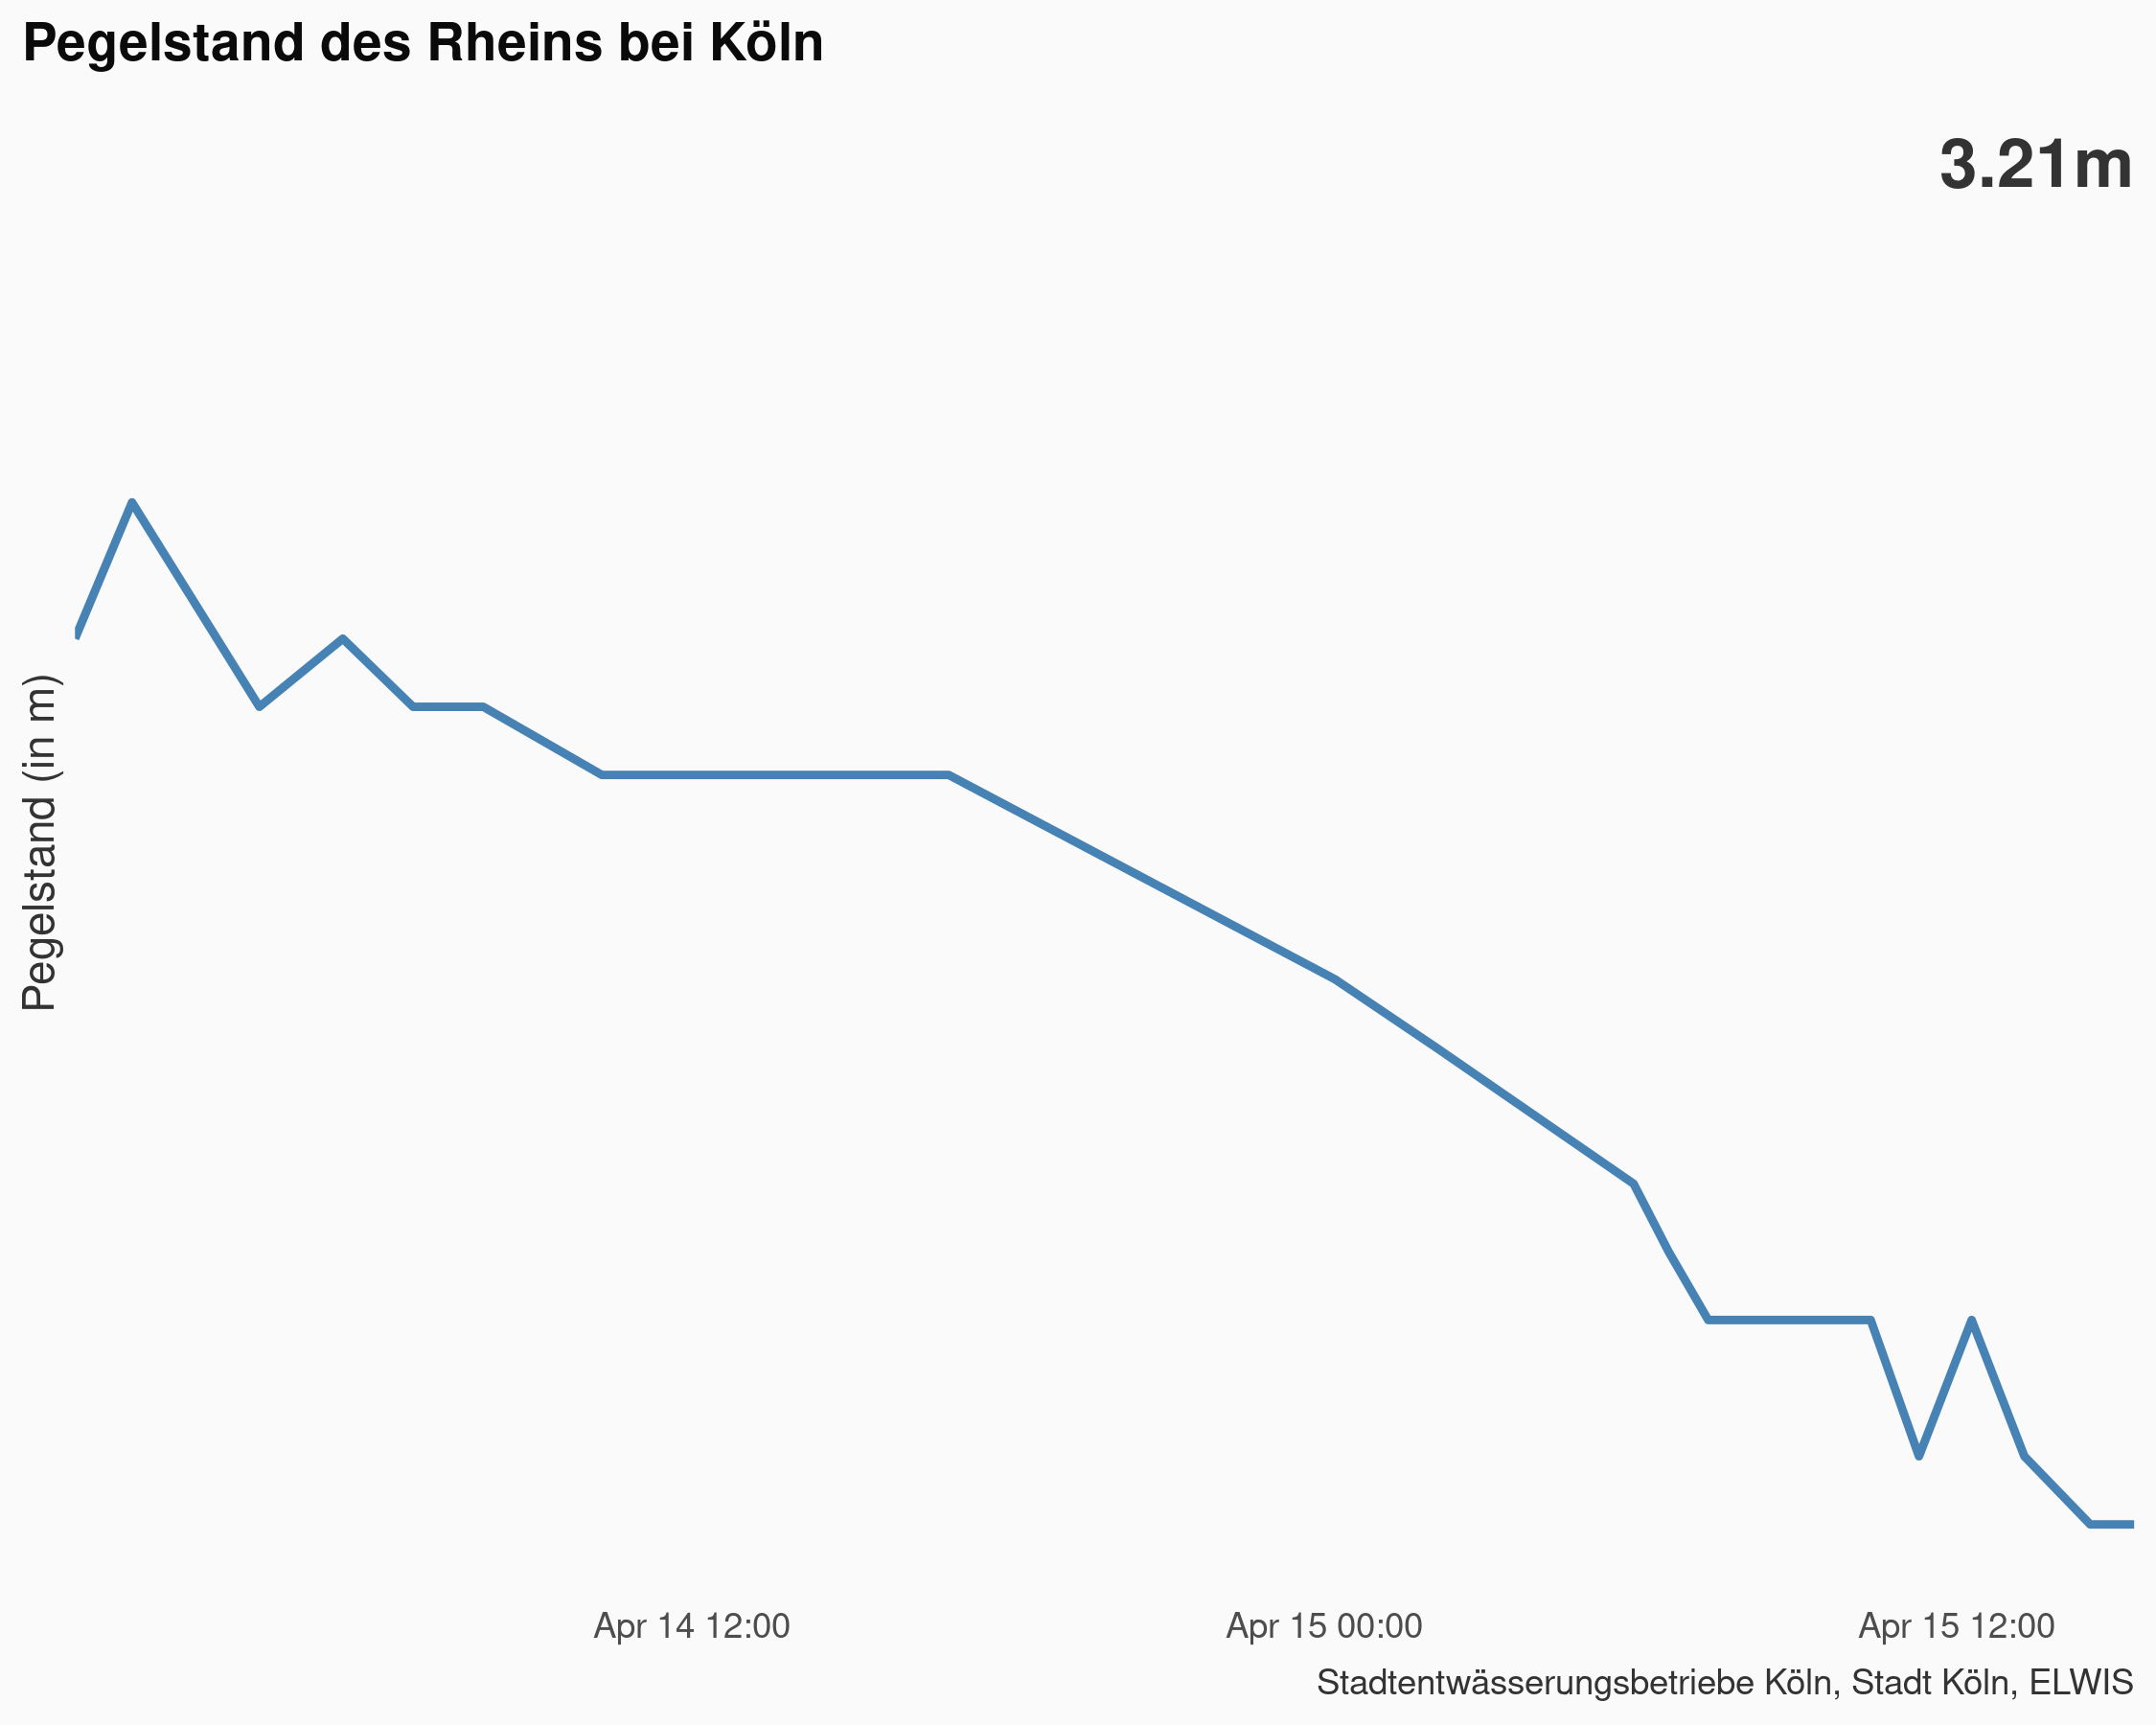 Pegelstand des Rheins bei Köln
3.21m
Pegelstand (in m)
Apr 14 12:00
Apr 15 00:00
Apr 15 12:00
Stadtentwässerungsbetriebe Köln, Stadt Köln, ELWIS